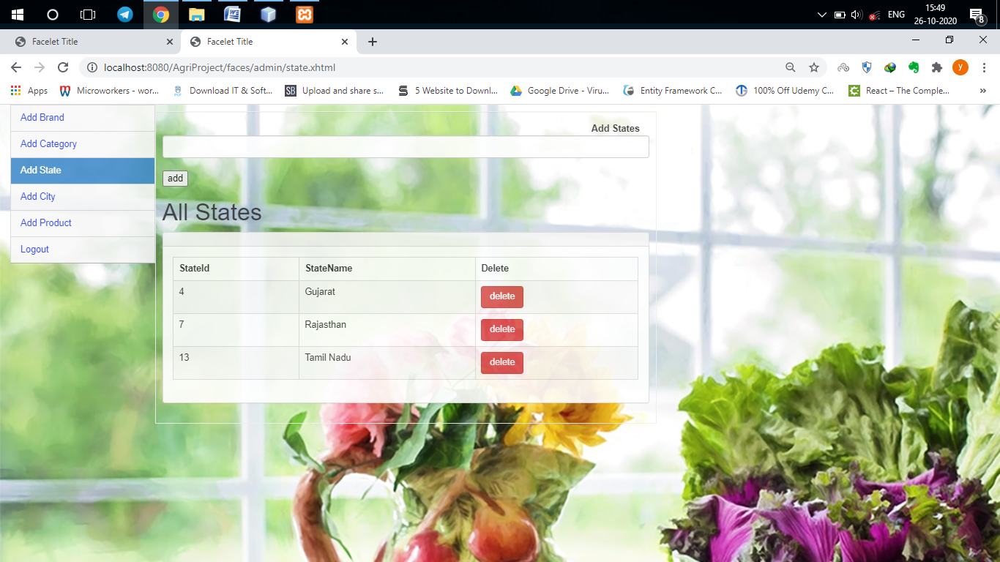 ENG
15:49
26-10-2020
8
Facelet Title
Facelet Title
localhost:8080/AgriProject/faces/admin/state.xhtml
y
Apps
Microworkers - wor...
Download IT & Soft...
SB
Upload and share s...
5 Website to Downl...
Google Drive - Viru...
Entity Framework C...
100% Off Udemy C...
React – The Comple...
»
Add Brand
Add Category
Add State
Add City
Add Product
Logout
Add States
add
All States
StateId StateName Delete
4 Gujarat delete
7 Rajasthan delete
13 Tamil Nadu delete